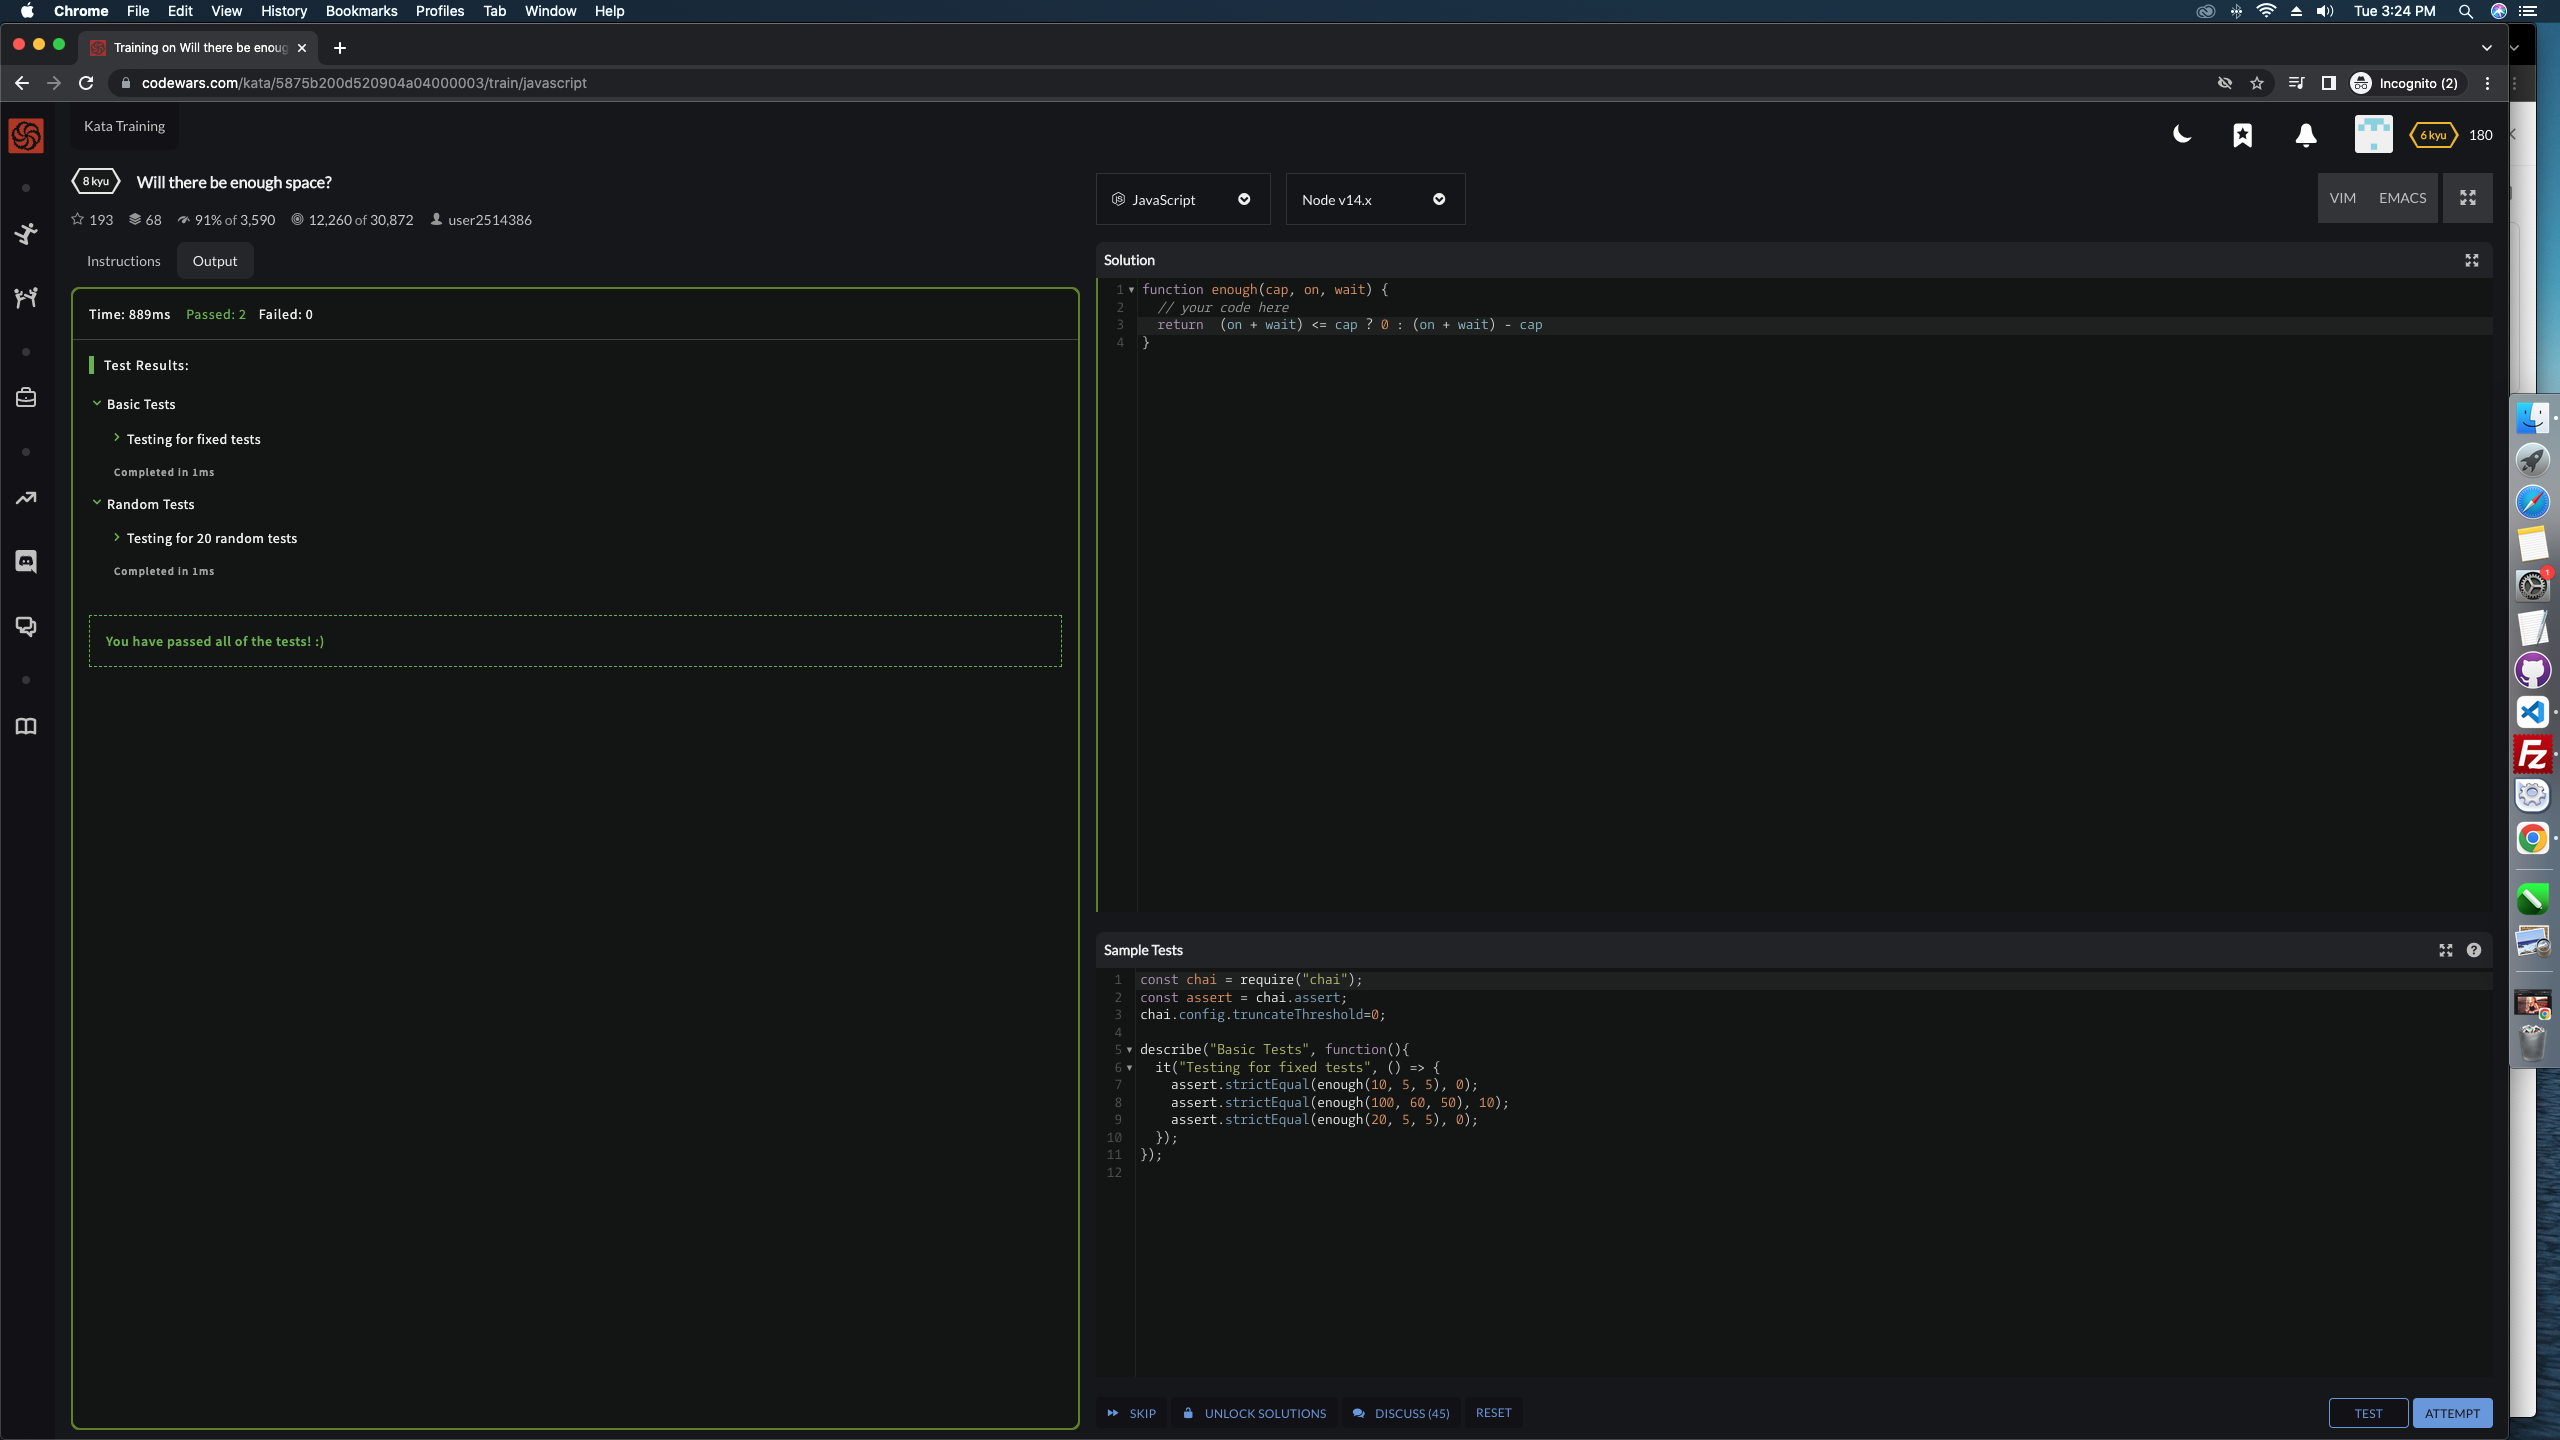 Chrome File Edit View History Bookmarks Profiles Tab Window Help
Tue 3:24 PM
Training on Will there be enoug
codewars.com/kata/5875b200d520904a04000003/train/javascript
Incognito (2)
Kata Training
6 kyu 180
8 kyu Will there be enough space?
193 68 91% of 3,590 12,260 of 30,872 user2514386
Instructions Output
Time: 889ms Passed: 2 Failed: 0
Test Results:
Basic Tests
Testing for fixed tests
Completed in 1ms
Random Tests
Testing for 20 random tests
Completed in 1ms
You have passed all of the tests! :)
JavaScript
Node v14.x
VIM EMACS
Solution
1 function enough(cap, on, wait) {
2 // your code here
3 return  (on + wait) <= cap ? 0 : (on + wait) - cap
4 }
Sample Tests
1 const chai = require("chai");
2 const assert = chai.assert;
3 chai.config.truncateThreshold=0;
4
5 describe("Basic Tests", function(){
6 it("Testing for fixed tests", () => {
7 assert.strictEqual(enough(10, 5, 5), 0);
8 assert.strictEqual(enough(100, 60, 50), 10);
9 assert.strictEqual(enough(20, 5, 5), 0);
10 });
11 });
12
SKIP UNLOCK SOLUTIONS DISCUSS (45) RESET
TEST ATTEMPT
1
Fz